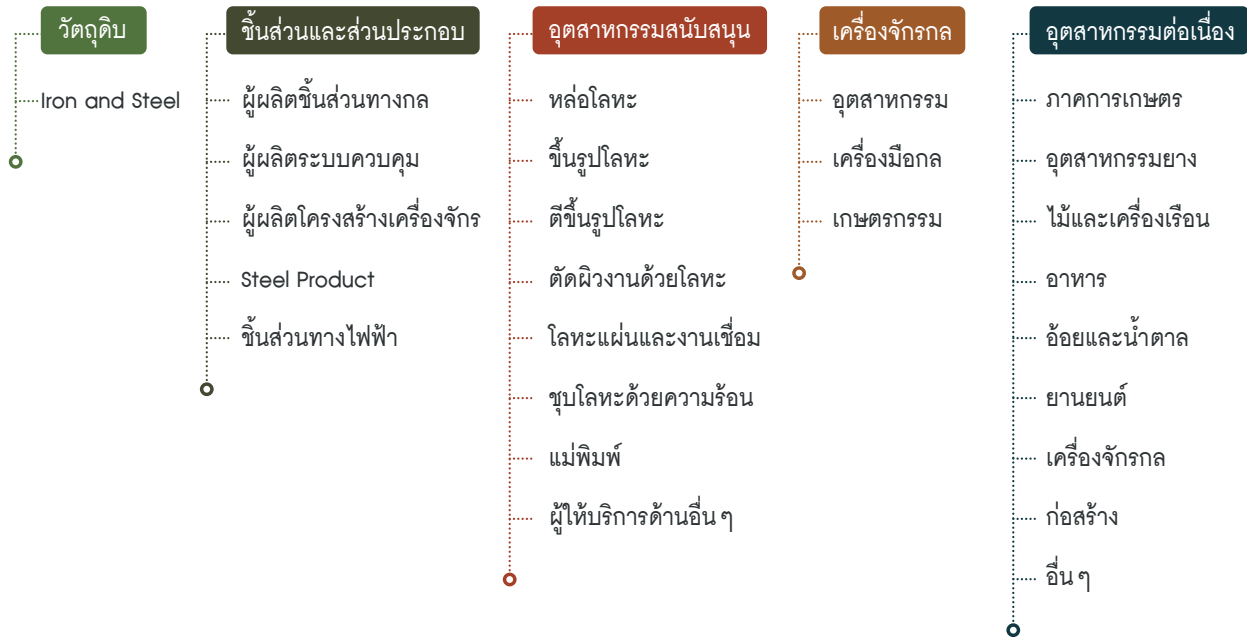 วัตถุดิบ
Iron and Steel
ชิ้นส่วนและส่วนประกอบ
ผู้ผลิตชิ้นส่วนทางกล
ผู้ผลิตระบบควบคุม
ผู้ผลิตโครงสร้างเครื่องจักร
Steel Product
ชิ้นส่วนทางไฟฟ้า
อุตสาหกรรมสนับสนุน
หล่อโลหะ
ขึ้นรูปโลหะ
ตีขึ้นรูปโลหะ
ตัดผิวงานด้วยโลหะ
โลหะแผ่นและงานเชื่อม
ชุบโลหะด้วยความร้อน
แม่พิมพ์
ผู้ให้บริการด้านอื่น ๆ
เครื่องจักรกล
อุตสาหกรรม
เครื่องมือกล
เกษตรกรรม
อุตสาหกรรมต่อเนื่อง
ภาคการเกษตร
อุตสาหกรรมยาง
ไม้และเครื่องเรือน
อาหาร
อ้อยและน้ำตาล
ยานยนต์
เครื่องจักรกล
ก่อสร้าง
อื่น ๆ